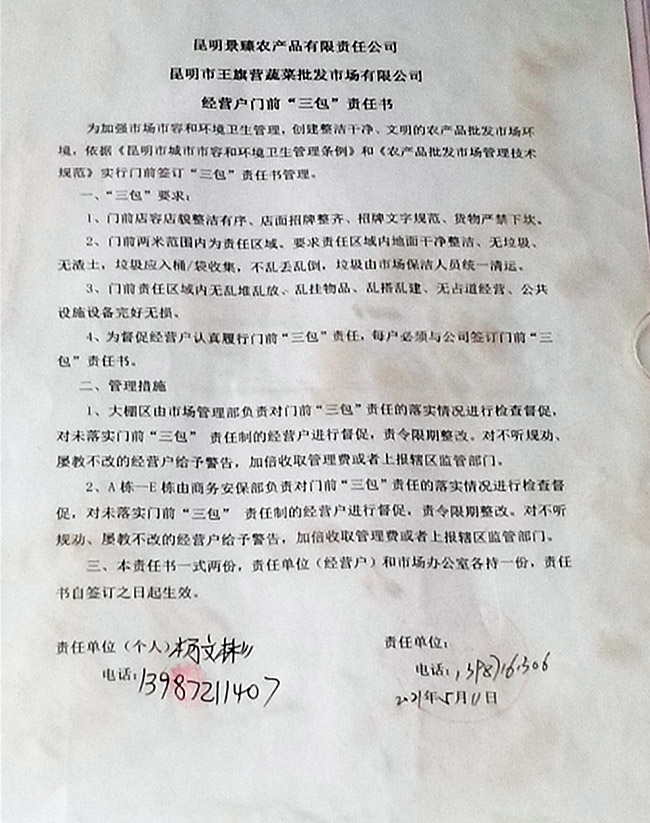 昆明景臻农产品有限责任公司
昆明市王旗营蔬菜批发市场有限公司
经营户门前“三包”责任书
为加强市场市容和环境卫生管理，创建整洁干净、文明的农产品批发市场环
境，依据《昆明市城市市容和环境卫生管理条例》和《农产品批发市场管理技术
规范》实行门前签订“三包”责任书管理。
一、“三包”要求：
1、门前店容店貌整洁有序、店面招牌整齐、招牌文字规范、货物严禁下坎。
2、门前两米范围内为责任区域。要求责任区域内地面干净整洁、无垃圾、
无渣土，垃圾应入桶/袋收集，不乱丢乱倒，垃圾由市场保洁人员统一清运。
3、门前责任区域内无乱堆乱放、乱挂物品、乱搭乱建、无占道经营、公共
设施设备完好无损。
4、为督促经营户认真履行门前“三包”责任，每户必须与公司签订门前“三
包”责任书。
二、管理措施
1、大棚区由市场管理部负责对门前“三包”责任的落实情况进行检查督促，
对未落实门前“三包” 责任制的经营户进行督促，责令限期整改。对不听规劝、
屡教不改的经营户给予警告，加倍收取管理费或者上报辖区监管部门。
2、A栋—E栋由商务安保部负责对门前“三包”责任的落实情况进行检查督
促，对未落实门前“三包” 责任制的经营户进行督促，责令限期整改。对不听
规劝、屡教不改的经营户给予警告，加倍收取管理费或者上报辖区监管部门。
三、本责任书一式两份，责任单位（经营户）和市场办公室各持一份，责任
书自签订之日起生效。
责任单位（个人）杨文彬
责任单位：
电话：13987211407
电话：
2021年5月11日